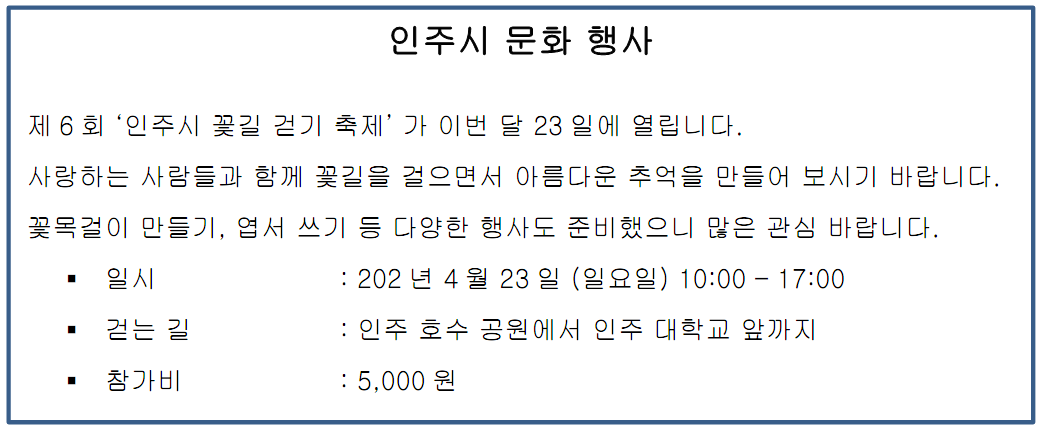 인주시 문화 행사
제 6 회 ‘인주시 꽃길 걷기 축제’ 가 이번 달 23 일에 열립니다.
사랑하는 사람들과 함께 꽃길을 걸으면서 아름다운 추억을 만들어 보시기 바랍니다.
꽃목걸이 만들기, 엽서 쓰기 등 다양한 행사도 준비했으니 많은 관심 바랍니다.
▪ 일시 : 202 년 4 월 23 일 (일요일) 10:00 – 17:00
▪ 걷는 길 : 인주 호수 공원에서 인주 대학교 앞까지
▪ 참가비 : 5,000 원